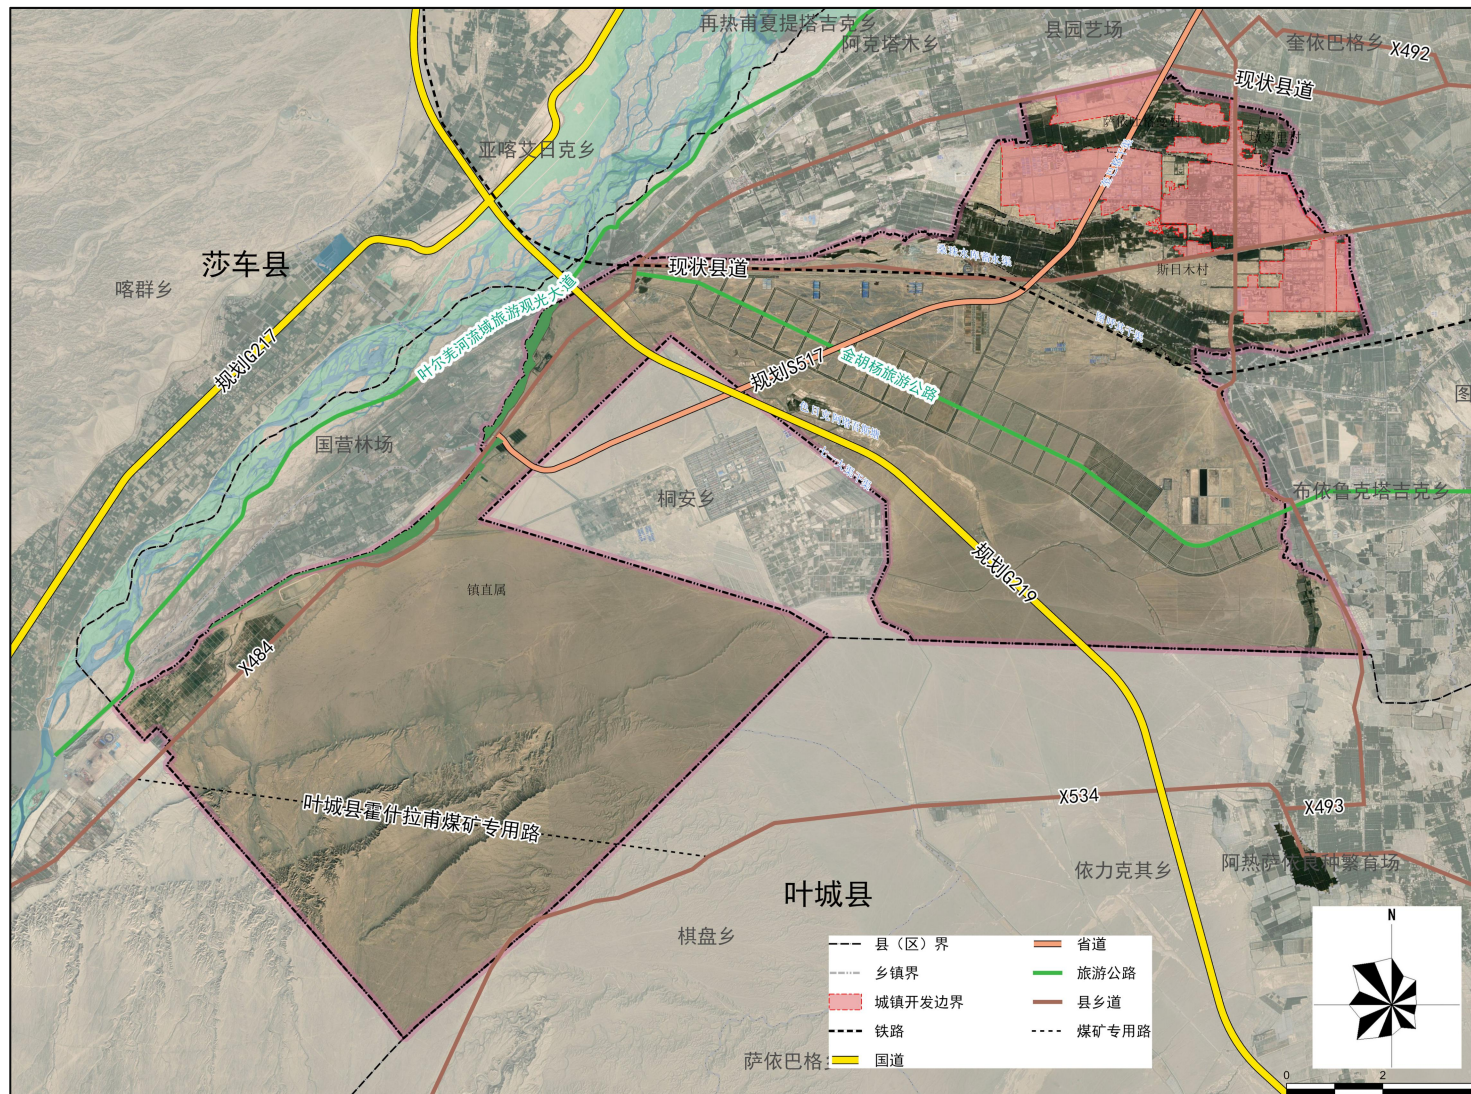 再热甫夏提塔吉克乡
阿克塔木乡
县园艺场
奎依巴格乡
X492
现状县道
亚喀艾日克乡
莎车县
喀群乡
现状县道
斯日木村
叶尔羌河流域旅游观光大道
规划G217
规划S517
金胡杨旅游公路
国营林场
图
桐安乡
布依鲁克塔吉克乡
规划G219
镇直属
X484
叶城县霍什拉甫煤矿专用路
X534
X493
依力克其乡
阿热萨依良种繁育场
叶城县
棋盘乡
萨依巴格
县（区）界
乡镇界
城镇开发边界
铁路
国道
省道
旅游公路
县乡道
煤矿专用路
N
0 2